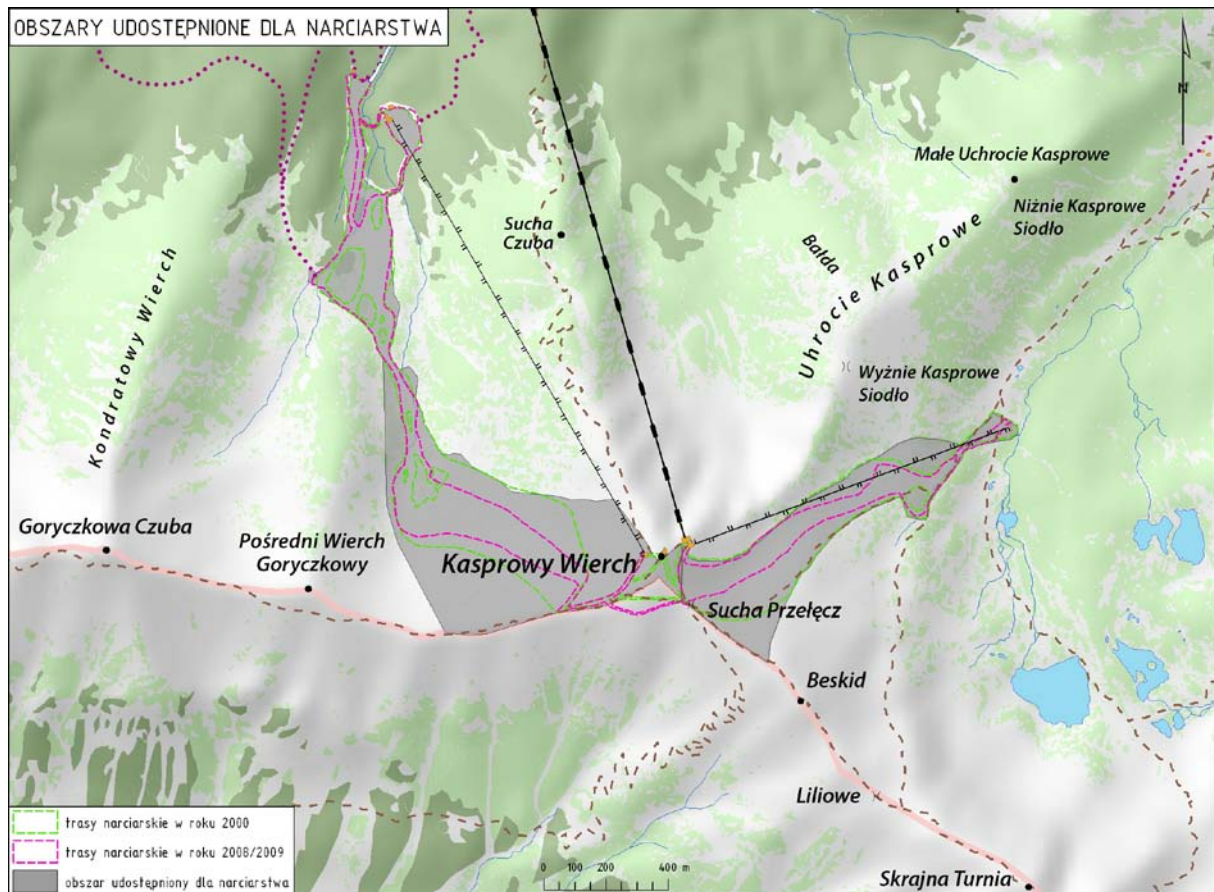 OBSZARY UDOSTĘPNIONE DLA NARCIARSTWA
N
Małe Uchrocie Kasprowe
Niżnie Kasprowe
Siodło
Sucha
Czuba
Bałda
Uhrocie Kasprowe
Kondratowy Wierch
Wyżnie Kasprowe
Siodło
Goryczkowa Czuba
Pośredni Wierch
Goryczkowy
Kasprowy Wierch
Sucha Przełęcz
Beskid
Liliowe
Skrajna Turnia
trasy narciarskie w roku 2000
trasy narciarskie w roku 2008/2009
obszar udostępniony dla narciarstwa
0 100 200 400 m